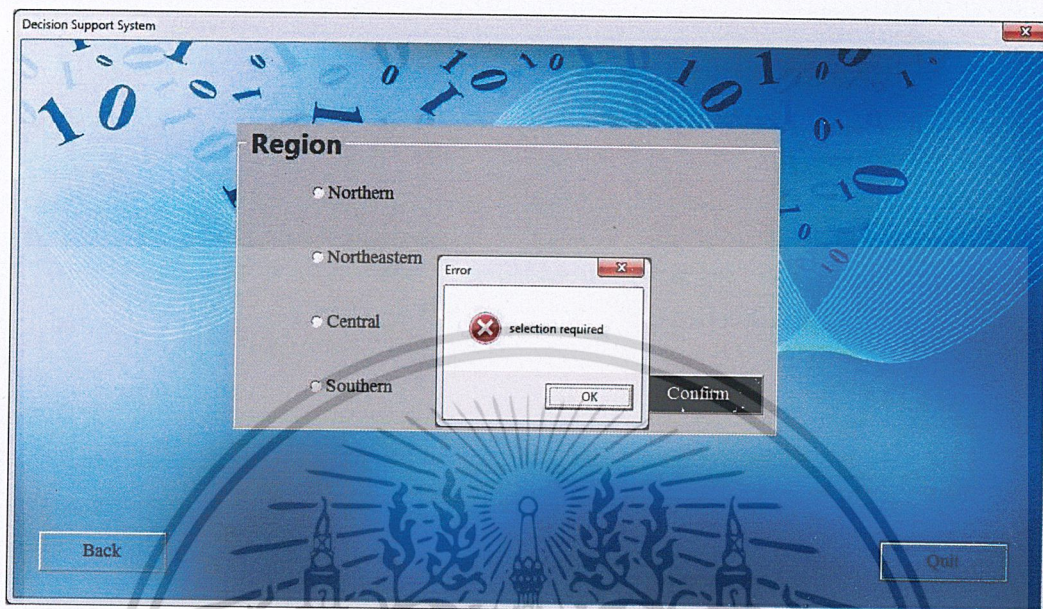 Decision Support System
Region
Northern
Northeastern
Central
Southern
Error
selection required
OK
Confirm
Back
Quit